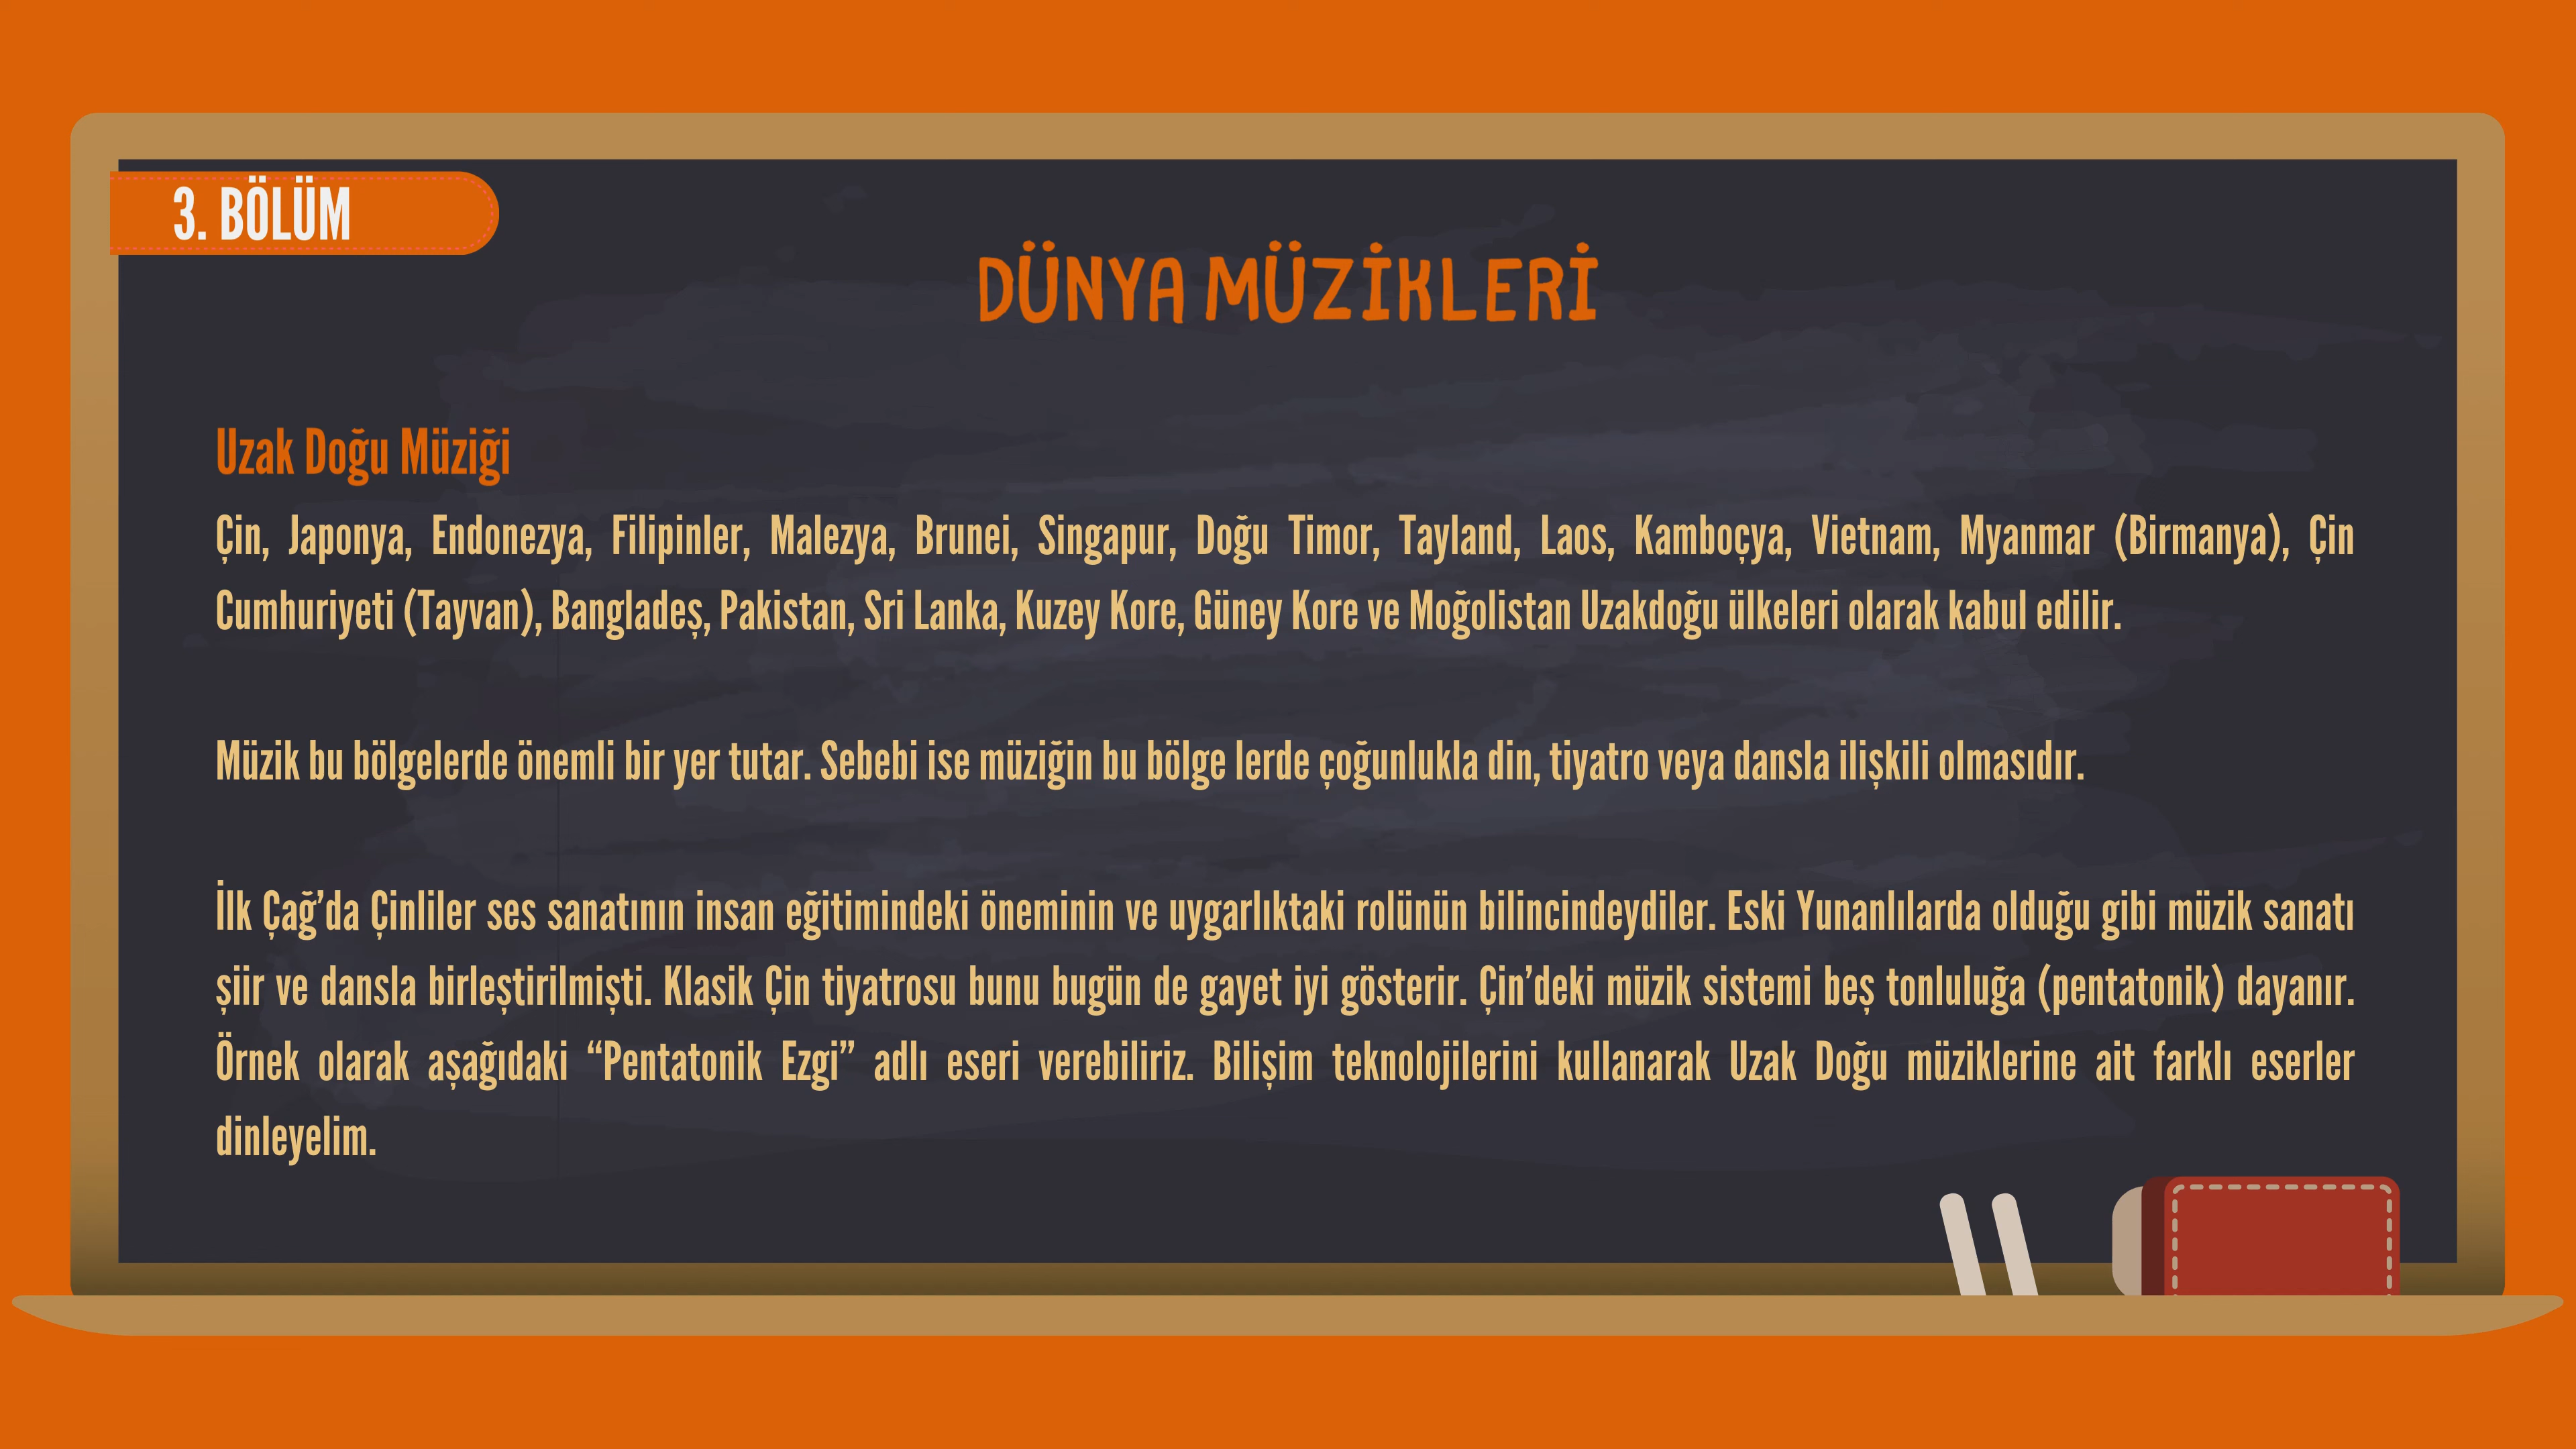 3. BÖLÜM
DÜNYA MÜZİKLERİ
Uzak Doğu Müziği
Çin, Japonya, Endonezya, Filipinler, Malezya, Brunei, Singapur, Doğu Timor, Tayland, Laos, Kamboçya, Vietnam, Myanmar (Birmanya), Çin
Cumhuriyeti (Tayvan), Bangladeş, Pakistan, Sri Lanka, Kuzey Kore, Güney Kore ve Moğolistan Uzakdoğu ülkeleri olarak kabul edilir.
Müzik bu bölgelerde önemli bir yer tutar. Sebebi ise müziğin bu bölge lerde çoğunlukla din, tiyatro veya dansla ilişkili olmasıdır.
İlk Çağ’da Çinliler ses sanatının insan eğitimindeki öneminin ve uygarlıktaki rolünün bilincindeydiler. Eski Yunanlılarda olduğu gibi müzik sanatı
şiir ve dansla birleştirilmişti. Klasik Çin tiyatrosu bunu bugün de gayet iyi gösterir. Çin’deki müzik sistemi beş tonluluğa (pentatonik) dayanır.
Örnek olarak aşağıdaki “Pentatonik Ezgi” adlı eseri verebiliriz. Bilişim teknolojilerini kullanarak Uzak Doğu müziklerine ait farklı eserler
dinleyelim.